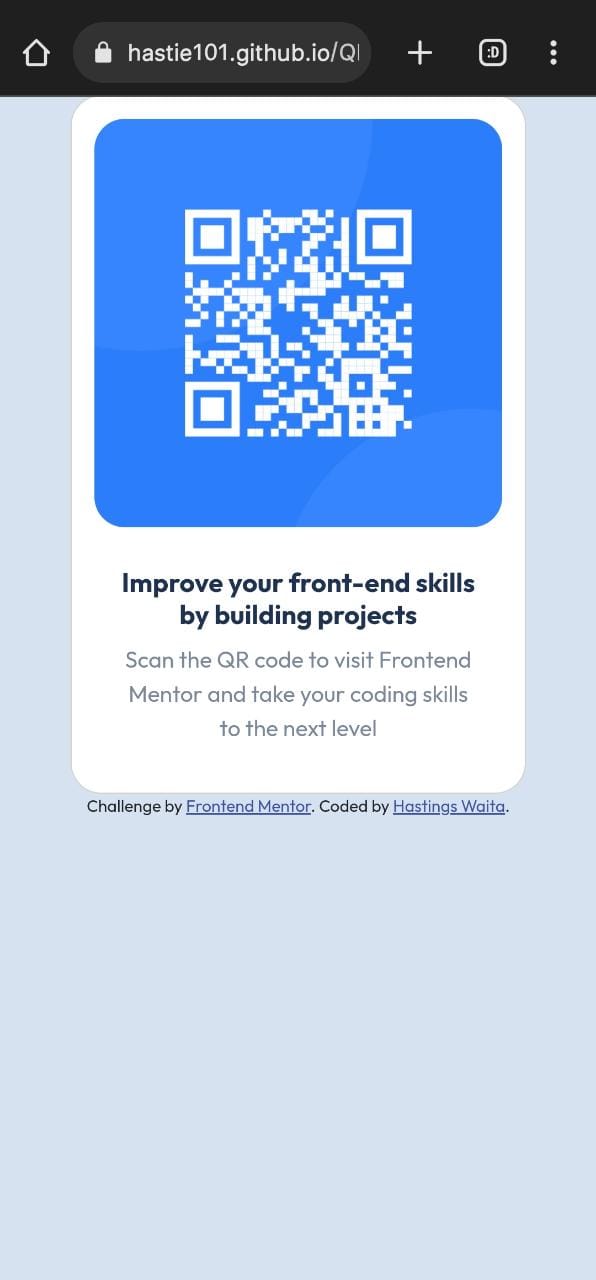 hastie101.github.io/Q
:D
Improve your front-end skills
by building projects
Scan the QR code to visit Frontend
Mentor and take your coding skills
to the next level
Challenge by Frontend Mentor. Coded by Hastings Waita.